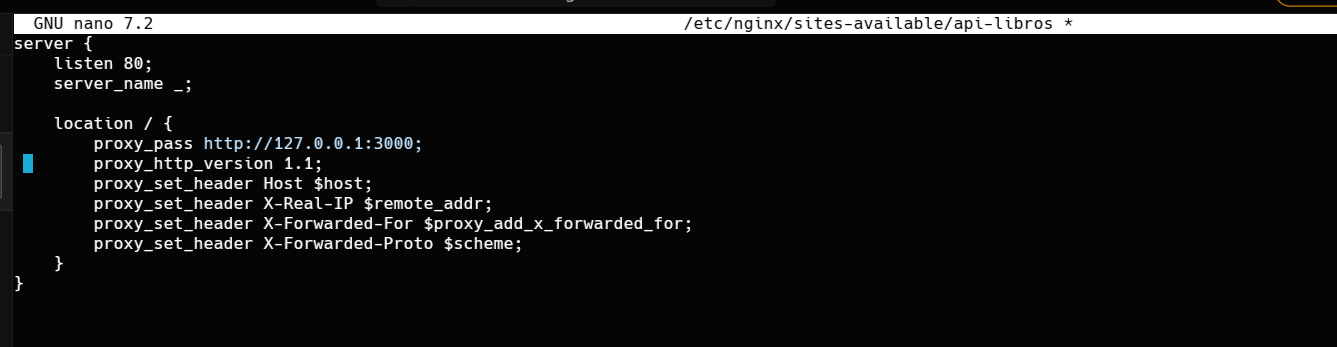 GNU nano 7.2 /etc/nginx/sites-available/api-libros *
server {
    listen 80;
    server_name _;

    location / {
        proxy_pass http://127.0.0.1:3000;
        proxy_http_version 1.1;
        proxy_set_header Host $host;
        proxy_set_header X-Real-IP $remote_addr;
        proxy_set_header X-Forwarded-For $proxy_add_x_forwarded_for;
        proxy_set_header X-Forwarded-Proto $scheme;
    }
}